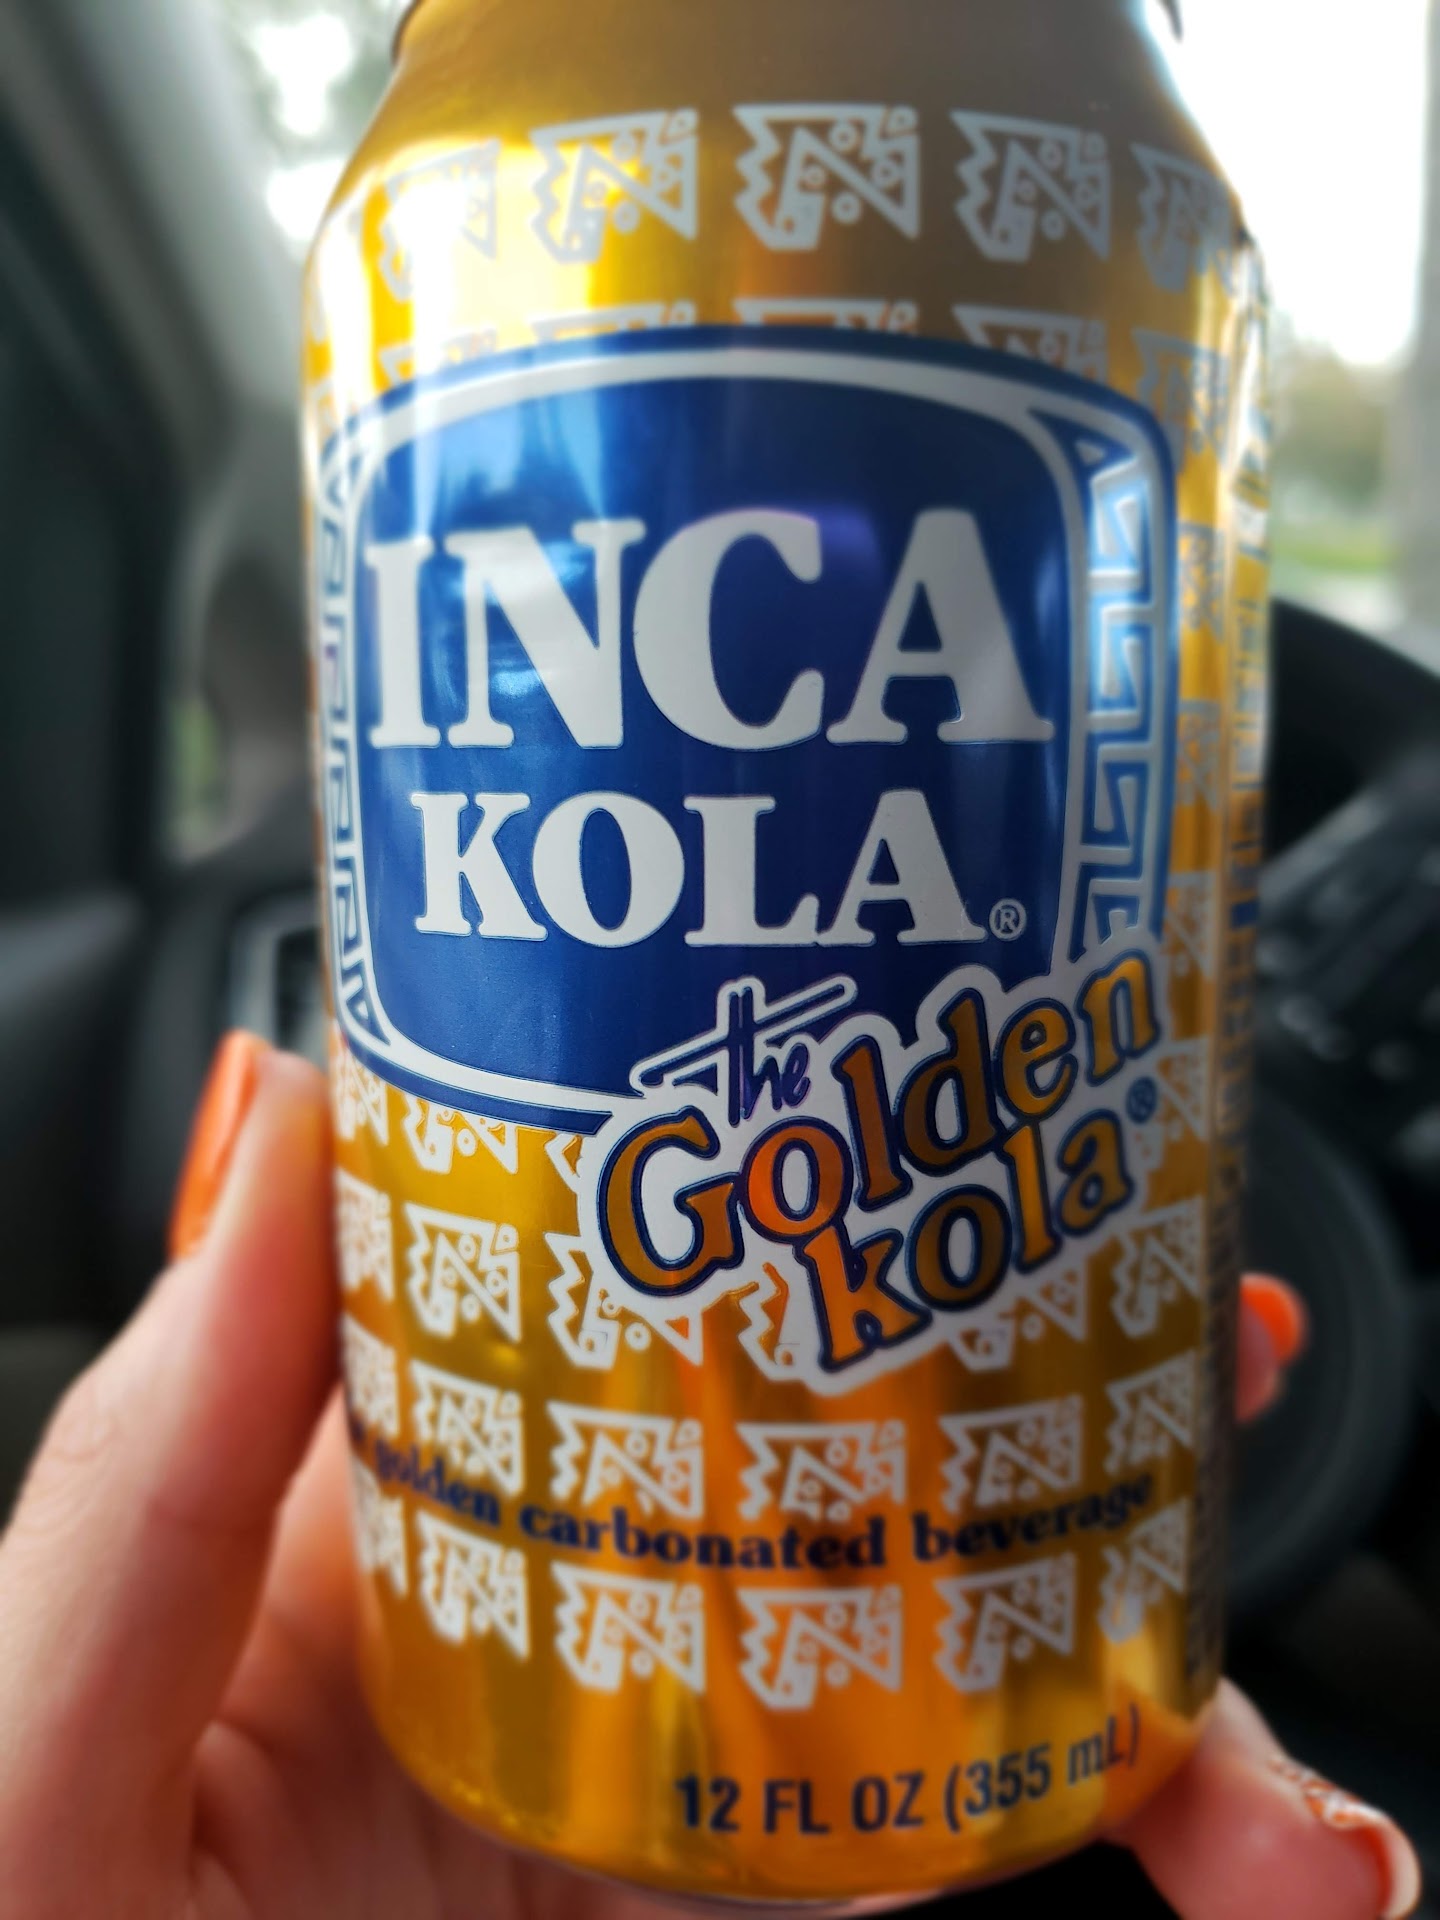 INCA
KOLA®
the
Golden
kola®
golden carbonated beverage
12 FL OZ (355 mL)